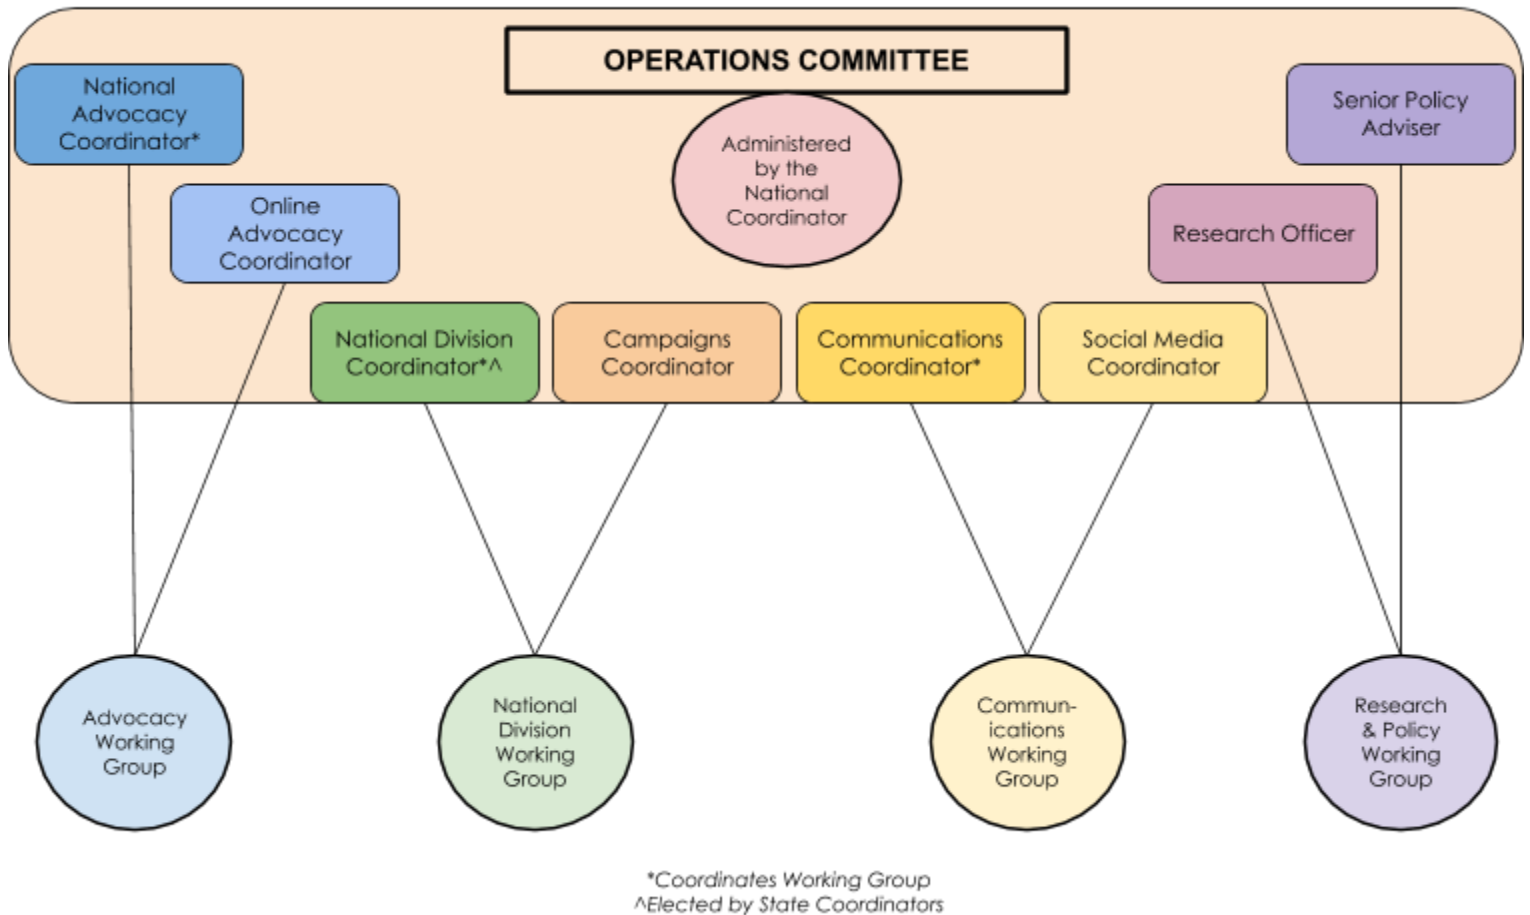 OPERATIONS COMMITTEE
National
Advocacy
Coordinator*
Senior Policy
Adviser
Administered
by the
National
Coordinator
Online
Advocacy
Coordinator
Research Officer
National Division
Coordinator*^
Campaigns
Coordinator
Communications
Coordinator*
Social Media
Coordinator
Advocacy
Working
Group
National
Division
Working
Group
Commun-
ications
Working
Group
Research
& Policy
Working
Group
*Coordinates Working Group
^Elected by State Coordinators